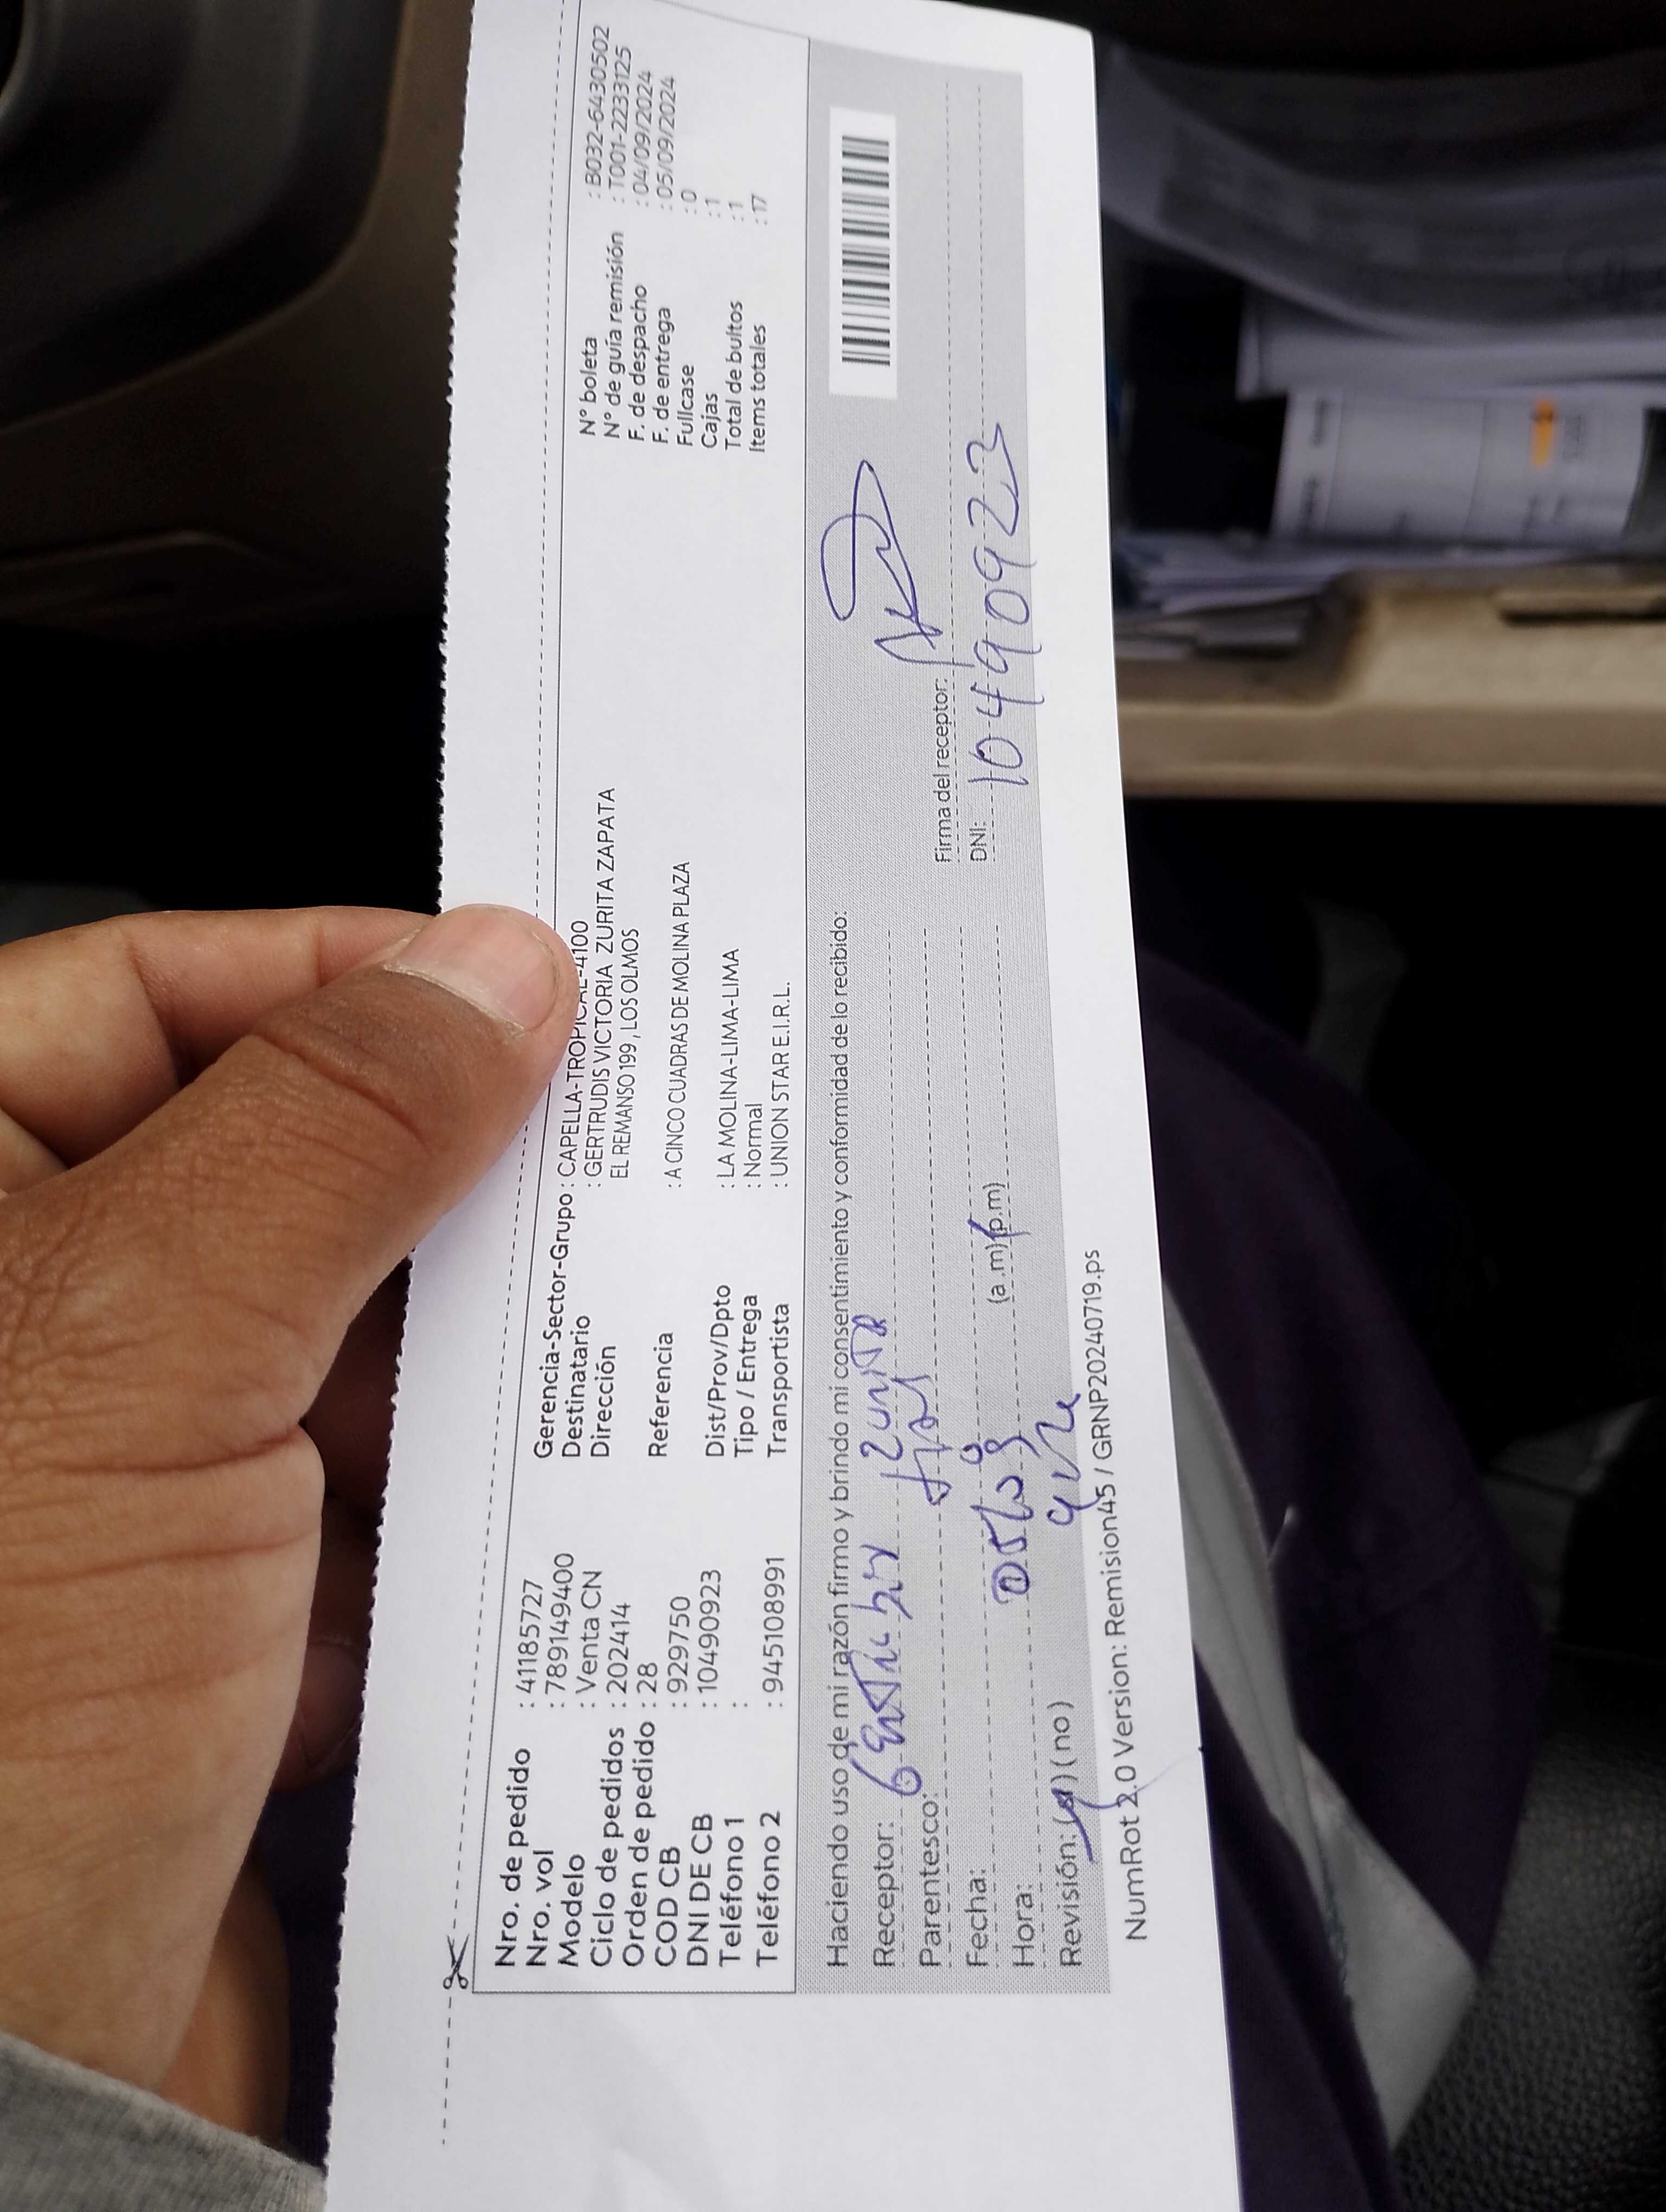 Nro. de pedido : 41185727
Nro. vol : 789149400
Modelo : Venta CN
Ciclo de pedidos : 202414
Orden de pedido : 28
COD CB : 929750
DNI DE CB : 10490923
Teléfono 1 :
Teléfono 2 : 945108991
Gerencia-Sector-Grupo : CAPELLA-TROPICAL-4100
Destinatario : GERTRUDIS VICTORIA ZURITA ZAPATA
Dirección EL REMANSO 199 , LOS OLMOS
Referencia : A CINCO CUADRAS DE MOLINA PLAZA
Dist/Prov/Dpto : LA MOLINA-LIMA-LIMA
Tipo / Entrega : Normal
Transportista : UNION STAR E.I.R.L.
N° boleta : B032-64305502
N° de guía remisión : T001-2233125
F. de despacho : 04/09/2024
F. de entrega : 05/09/2024
Fullcase : 0
Cajas : 1
Total de bultos : 1
Items totales : 17
Haciendo uso de mi razón firmo y brindo mi consentimiento y conformidad de lo recibido:
Receptor:
Parentesco:
Fecha:
Hora: (a.m) (p.m)
Revisión: (si) (no)
Firma del receptor:
DNI: 10490923
NumRot 2.0 Version: Remision45 / GRNP20240719.ps